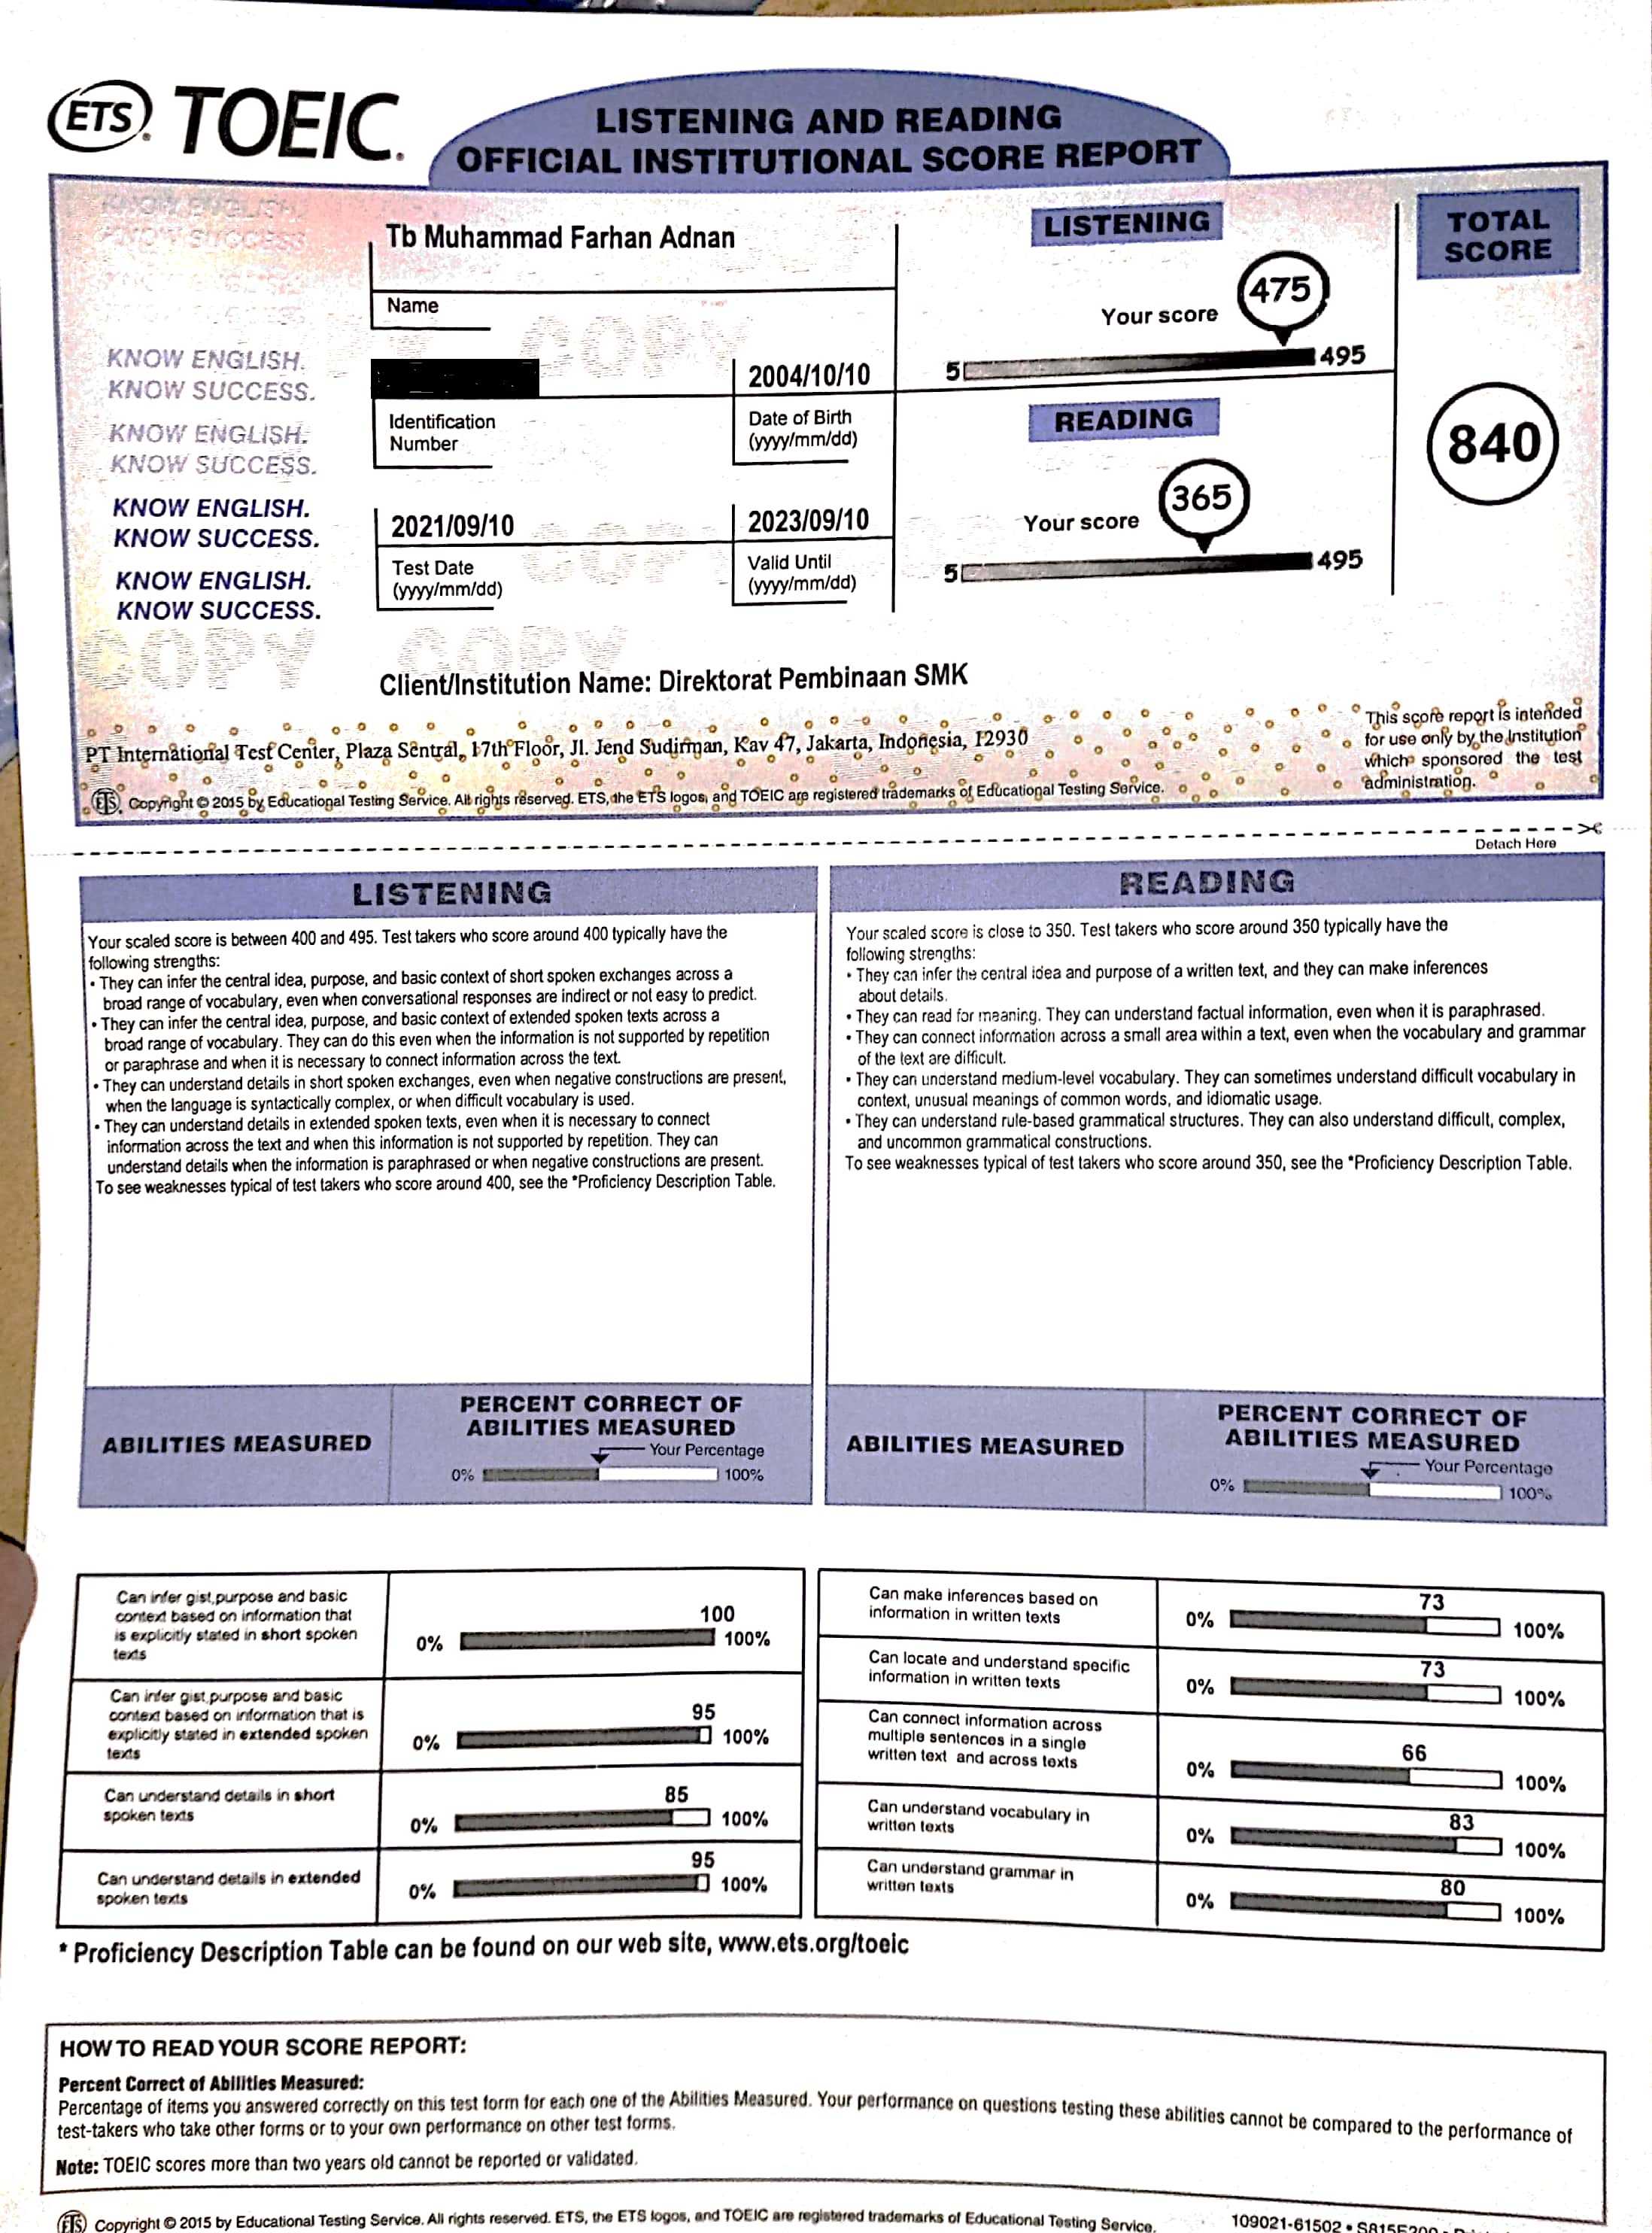 ETS TOEIC.
LISTENING AND READING
OFFICIAL INSTITUTIONAL SCORE REPORT
KNOW ENGLISH.
KNOW SUCCESS.
KNOW ENGLISH.
KNOW SUCCESS.
KNOW ENGLISH.
KNOW SUCCESS.
KNOW ENGLISH.
KNOW SUCCESS.
KNOW ENGLISH.
KNOW SUCCESS.
Tb Muhammad Farhan Adnan
Name
COPY
Identification
Number
2004/10/10
Date of Birth
(yyyy/mm/dd)
2021/09/10
Test Date
(yyyy/mm/dd)
COPY
2023/09/10
Valid Until
(yyyy/mm/dd)
LISTENING
Your score 475
5 495
READING
Your score 365
5 495
TOTAL
SCORE
840
COPY COPY
Client/Institution Name: Direktorat Pembinaan SMK
PT International Test Center, Plaza Sentral, 17th Floor, Jl. Jend Sudirman, Kav 47, Jakarta, Indonesia, 12930
This score report is intended
for use only by the Institution
which sponsored the test
administration.
ETS Copyright © 2015 by Educational Testing Service. All rights reserved. ETS, the ETS logos, and TOEIC are registered trademarks of Educational Testing Service.
Detach Here
LISTENING
Your scaled score is between 400 and 495. Test takers who score around 400 typically have the
following strengths:
• They can infer the central idea, purpose, and basic context of short spoken exchanges across a
broad range of vocabulary, even when conversational responses are indirect or not easy to predict.
• They can infer the central idea, purpose, and basic context of extended spoken texts across a
broad range of vocabulary. They can do this even when the information is not supported by repetition
or paraphrase and when it is necessary to connect information across the text.
• They can understand details in short spoken exchanges, even when negative constructions are present,
when the language is syntactically complex, or when difficult vocabulary is used.
• They can understand details in extended spoken texts, even when it is necessary to connect
information across the text and when this information is not supported by repetition. They can
understand details when the information is paraphrased or when negative constructions are present.
To see weaknesses typical of test takers who score around 400, see the *Proficiency Description Table.
READING
Your scaled score is close to 350. Test takers who score around 350 typically have the
following strengths:
• They can infer the central idea and purpose of a written text, and they can make inferences
about details.
• They can read for meaning. They can understand factual information, even when it is paraphrased.
• They can connect information across a small area within a text, even when the vocabulary and grammar
of the text are difficult.
• They can understand medium-level vocabulary. They can sometimes understand difficult vocabulary in
context, unusual meanings of common words, and idiomatic usage.
• They can understand rule-based grammatical structures. They can also understand difficult, complex,
and uncommon grammatical constructions.
To see weaknesses typical of test takers who score around 350, see the *Proficiency Description Table.
ABILITIES MEASURED
PERCENT CORRECT OF
ABILITIES MEASURED
Your Percentage
0% 100%
ABILITIES MEASURED
PERCENT CORRECT OF
ABILITIES MEASURED
Your Percentage
0% 100%
Can infer gist,purpose and basic
context based on information that
is explicitly stated in short spoken
texts
0% 100 100%
Can infer gist,purpose and basic
context based on information that is
explicitly stated in extended spoken
texts
0% 95 100%
Can understand details in short
spoken texts
0% 85 100%
Can understand details in extended
spoken texts
0% 95 100%
Can make inferences based on
information in written texts
0% 73 100%
Can locate and understand specific
information in written texts
0% 73 100%
Can connect information across
multiple sentences in a single
written text and across texts
0% 66 100%
Can understand vocabulary in
written texts
0% 83 100%
Can understand grammar in
written texts
0% 80 100%
* Proficiency Description Table can be found on our web site, www.ets.org/toeic
HOW TO READ YOUR SCORE REPORT:
Percent Correct of Abilities Measured:
Percentage of items you answered correctly on this test form for each one of the Abilities Measured. Your performance on questions testing these abilities cannot be compared to the performance of
test-takers who take other forms or to your own performance on other test forms.
Note: TOEIC scores more than two years old cannot be reported or validated.
ETS Copyright © 2015 by Educational Testing Service. All rights reserved. ETS, the ETS logos, and TOEIC are registered trademarks of Educational Testing Service.
109021-61502 •